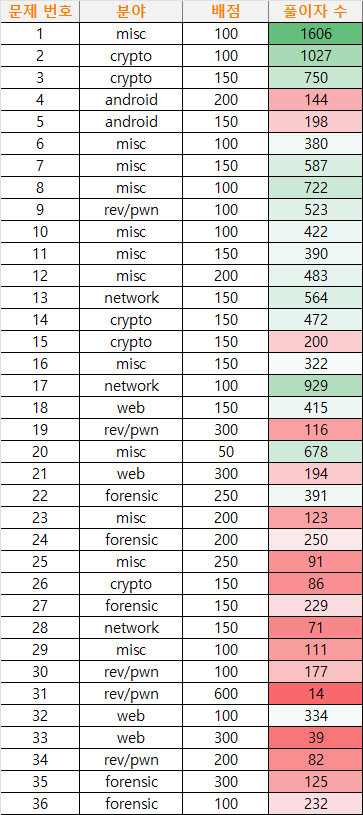 문제 번호 분야 배점 풀이자 수
1 misc 100 1606
2 crypto 100 1027
3 crypto 150 750
4 android 200 144
5 android 150 198
6 misc 100 380
7 misc 150 587
8 misc 100 722
9 rev/pwn 100 523
10 misc 100 422
11 misc 150 390
12 misc 200 483
13 network 150 564
14 crypto 150 472
15 crypto 150 200
16 misc 150 322
17 network 100 929
18 web 150 415
19 rev/pwn 300 116
20 misc 50 678
21 web 300 194
22 forensic 250 391
23 misc 200 123
24 forensic 200 250
25 misc 250 91
26 crypto 150 86
27 forensic 150 229
28 network 150 71
29 misc 100 111
30 rev/pwn 100 177
31 rev/pwn 600 14
32 web 100 334
33 web 300 39
34 rev/pwn 200 82
35 forensic 300 125
36 forensic 100 232